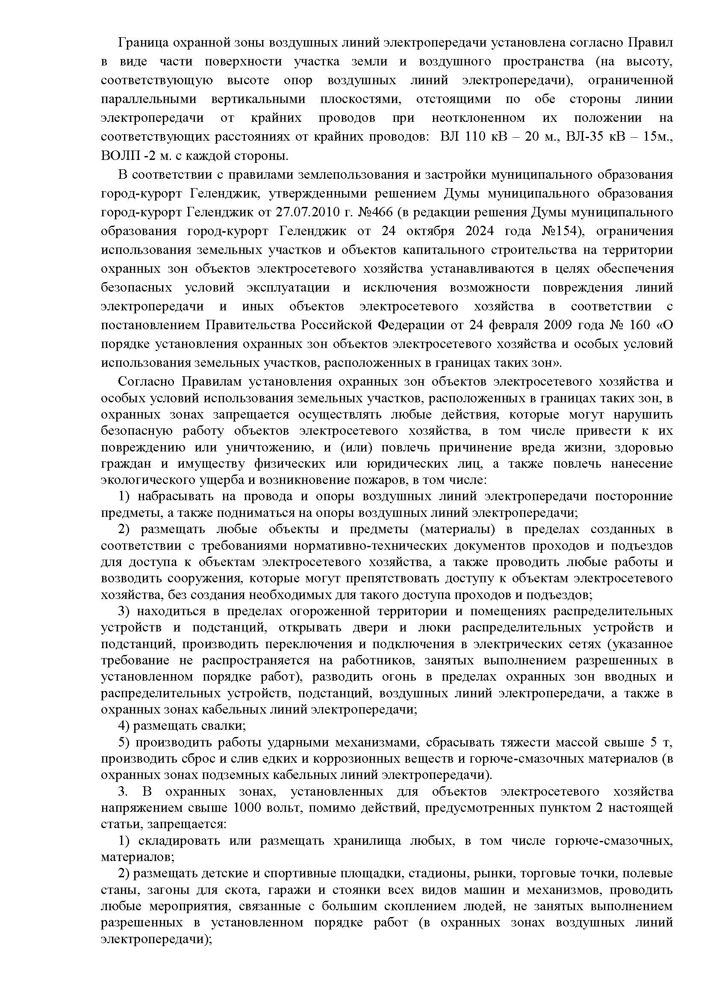 Граница охранной зоны воздушных линий электропередачи установлена согласно Правил
в виде части поверхности участка земли и воздушного пространства (на высоту,
соответствующую высоте опор воздушных линий электропередачи), ограниченной
параллельными вертикальными плоскостями, отстоящими по обе стороны линии
электропередачи от крайних проводов при неотклоненном их положении на
соответствующих расстояниях от крайних проводов: ВЛ 110 кВ – 20 м., ВЛ-35 кВ – 15м.,
ВОЛП -2 м. с каждой стороны.
В соответствии с правилами землепользования и застройки муниципального образования
город-курорт Геленджик, утвержденными решением Думы муниципального образования
город-курорт Геленджик от 27.07.2010 г. №466 (в редакции решения Думы муниципального
образования город-курорт Геленджик от 24 октября 2024 года №154), ограничения
использования земельных участков и объектов капитального строительства на территории
охранных зон объектов электросетевого хозяйства устанавливаются в целях обеспечения
безопасных условий эксплуатации и исключения возможности повреждения линий
электропередачи и иных объектов электросетевого хозяйства в соответствии с
постановлением Правительства Российской Федерации от 24 февраля 2009 года № 160 «О
порядке установления охранных зон объектов электросетевого хозяйства и особых условий
использования земельных участков, расположенных в границах таких зон».
Согласно Правилам установления охранных зон объектов электросетевого хозяйства и
особых условий использования земельных участков, расположенных в границах таких зон, в
охранных зонах запрещается осуществлять любые действия, которые могут нарушить
безопасную работу объектов электросетевого хозяйства, в том числе привести к их
повреждению или уничтожению, и (или) повлечь причинение вреда жизни, здоровью
граждан и имуществу физических или юридических лиц, а также повлечь нанесение
экологического ущерба и возникновение пожаров, в том числе:
1) набрасывать на провода и опоры воздушных линий электропередачи посторонние
предметы, а также подниматься на опоры воздушных линий электропередачи;
2) размещать любые объекты и предметы (материалы) в пределах созданных в
соответствии с требованиями нормативно-технических документов проходов и подъездов
для доступа к объектам электросетевого хозяйства, а также проводить любые работы и
возводить сооружения, которые могут препятствовать доступу к объектам электросетевого
хозяйства, без создания необходимых для такого доступа проходов и подъездов;
3) находиться в пределах огороженной территории и помещениях распределительных
устройств и подстанций, открывать двери и люки распределительных устройств и
подстанций, производить переключения и подключения в электрических сетях (указанное
требование не распространяется на работников, занятых выполнением разрешенных в
установленном порядке работ), разводить огонь в пределах охранных зон вводных и
распределительных устройств, подстанций, воздушных линий электропередачи, а также в
охранных зонах кабельных линий электропередачи;
4) размещать свалки;
5) производить работы ударными механизмами, сбрасывать тяжести массой свыше 5 т,
производить сброс и слив едких и коррозионных веществ и горюче-смазочных материалов (в
охранных зонах подземных кабельных линий электропередачи).
3. В охранных зонах, установленных для объектов электросетевого хозяйства
напряжением свыше 1000 вольт, помимо действий, предусмотренных пунктом 2 настоящей
статьи, запрещается:
1) складировать или размещать хранилища любых, в том числе горюче-смазочных,
материалов;
2) размещать детские и спортивные площадки, стадионы, рынки, торговые точки, полевые
станы, загоны для скота, гаражи и стоянки всех видов машин и механизмов, проводить
любые мероприятия, связанные с большим скоплением людей, не занятых выполнением
разрешенных в установленном порядке работ (в охранных зонах воздушных линий
электропередачи);